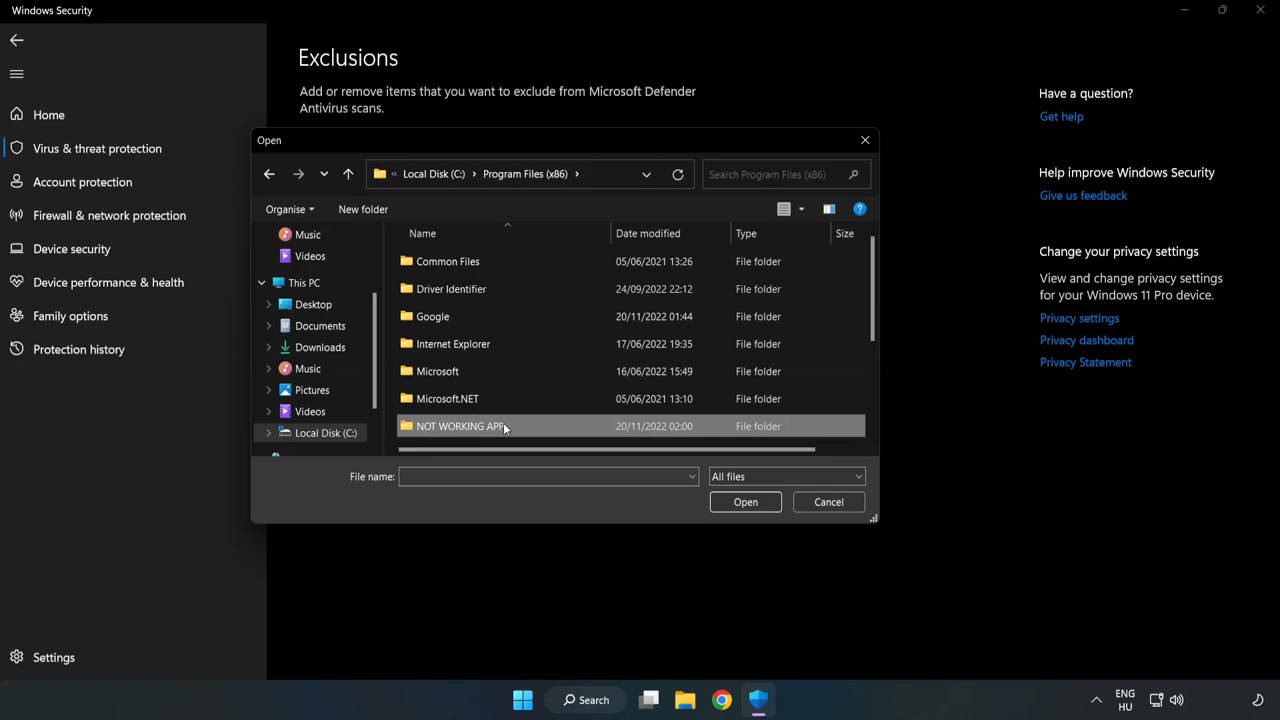 Windows Security
Home
Virus & threat protection
Account protection
Firewall & network protection
Device security
Device performance & health
Family options
Protection history
Settings
Exclusions
Add or remove items that you want to exclude from Microsoft Defender
Antivirus scans.
Open
« Local Disk (C:) > Program Files (x86) >
Search Program Files (x86)
Organise
New folder
Music
Videos
This PC
Desktop
Documents
Downloads
Music
Pictures
Videos
Local Disk (C:)
Name Date modified Type Size
Common Files 05/06/2021 13:26 File folder
Driver Identifier 24/09/2022 22:12 File folder
Google 20/11/2022 01:44 File folder
Internet Explorer 17/06/2022 19:35 File folder
Microsoft 16/06/2022 15:49 File folder
Microsoft.NET 05/06/2021 13:10 File folder
NOT WORKING APP 20/11/2022 02:00 File folder
File name:
All files
Open
Cancel
Have a question?
Get help
Help improve Windows Security
Give us feedback
Change your privacy settings
View and change privacy settings
for your Windows 11 Pro device.
Privacy settings
Privacy dashboard
Privacy Statement
Search
ENG
HU